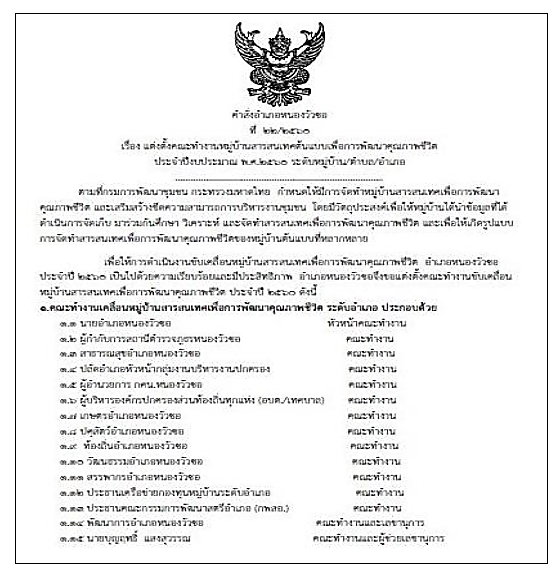 คำสั่งอำเภอหนองวัวซอ
ที่ ๒๒/๒๕๖๐
เรื่อง แต่งตั้งคณะทำงานหมู่บ้านสารสนเทศต้นแบบเพื่อการพัฒนาคุณภาพชีวิต
ประจำปีงบประมาณ พ.ศ.๒๕๖๐ ระดับหมู่บ้าน/ตำบล/อำเภอ
ตามที่กรมการพัฒนาชุมชน กระทรวงมหาดไทย กำหนดให้มีการจัดทำหมู่บ้านสารสนเทศเพื่อการพัฒนา
คุณภาพชีวิต และเสริมสร้างขีดความสามารถการบริหารงานชุมชน โดยมีวัตถุประสงค์เพื่อให้หมู่บ้านได้นำข้อมูลที่ได้
ดำเนินการจัดเก็บ มาร่วมกันศึกษา วิเคราะห์ และจัดทำสารสนเทศเพื่อการพัฒนาคุณภาพชีวิต และเพื่อให้เกิดรูปแบบ
การจัดทำสารสนเทศเพื่อการพัฒนาคุณภาพชีวิตของหมู่บ้านต้นแบบที่หลากหลาย
เพื่อให้การดำเนินงานขับเคลื่อนหมู่บ้านสารสนเทศเพื่อการพัฒนาคุณภาพชีวิต อำเภอหนองวัวซอ
ประจำปี ๒๕๖๐ เป็นไปด้วยความเรียบร้อยและมีประสิทธิภาพ อำเภอหนองวัวซอจึงขอแต่งตั้งคณะทำงานขับเคลื่อน
หมู่บ้านสารสนเทศเพื่อการพัฒนาคุณภาพชีวิต ประจำปี ๒๕๖๐ ดังนี้
๑.คณะทำงานเคลื่อนหมู่บ้านสารสนเทศเพื่อการพัฒนาคุณภาพชีวิต ระดับอำเภอ ประกอบด้วย
๑.๑ นายอำเภอหนองวัวซอ หัวหน้าคณะทำงาน
๑.๒ ผู้กำกับการสถานีตำรวจภูธรหนองวัวซอ คณะทำงาน
๑.๓ สาธารณสุขอำเภอหนองวัวซอ คณะทำงาน
๑.๔ ปลัดอำเภอหัวหน้ากลุ่มงานบริหารงานปกครอง คณะทำงาน
๑.๕ ผู้อำนวยการ กศน.หนองวัวซอ คณะทำงาน
๑.๖ ผู้บริหารองค์กรปกครองส่วนท้องถิ่นทุกแห่ง (อบต./เทศบาล) คณะทำงาน
๑.๗ เกษตรอำเภอหนองวัวซอ คณะทำงาน
๑.๘ ปศุสัตว์อำเภอหนองวัวซอ คณะทำงาน
๑.๙ ท้องถิ่นอำเภอหนองวัวซอ คณะทำงาน
๑.๑๐ วัฒนธรรมอำเภอหนองวัวซอ คณะทำงาน
๑.๑๑ สรรพากรอำเภอหนองวัวซอ คณะทำงาน
๑.๑๒ ประธานเครือข่ายกองทุนหมู่บ้านระดับอำเภอ คณะทำงาน
๑.๑๓ ประธานคณะกรรมการพัฒนาสตรีอำเภอ (กพสอ.) คณะทำงาน
๑.๑๔ พัฒนาการอำเภอหนองวัวซอ คณะทำงานและเลขานุการ
๑.๑๕ นายบุญฤทธิ์ แสงสุวรรณ คณะทำงานและผู้ช่วยเลขานุการ